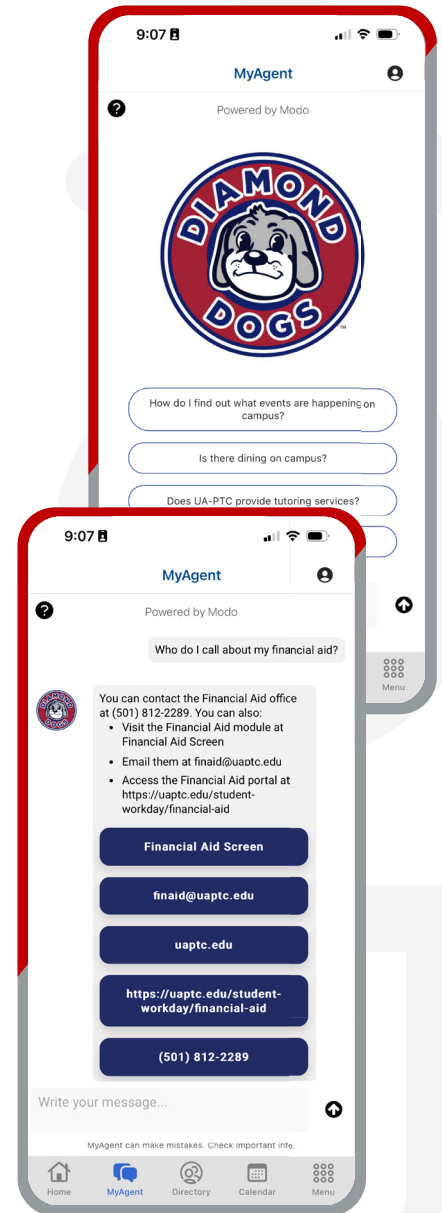 9:07
MyAgent
Powered by Modo
DIAMOND
DOGS
TM
How do I find out what events are happening on
campus?
Is there dining on campus?
Does UA-PTC provide tutoring services?
Menu
9:07
MyAgent
Powered by Modo
Who do I call about my financial aid?
You can contact the Financial Aid office
at (501) 812-2289. You can also:
• Visit the Financial Aid module at
Financial Aid Screen
• Email them at finaid@uaptc.edu
• Access the Financial Aid portal at
https://uaptc.edu/student-
workday/financial-aid
Financial Aid Screen
finaid@uaptc.edu
uaptc.edu
https://uaptc.edu/student-
workday/financial-aid
(501) 812-2289
Write your message...
MyAgent can make mistakes. Check important info.
Home
MyAgent
Directory
Calendar
Menu